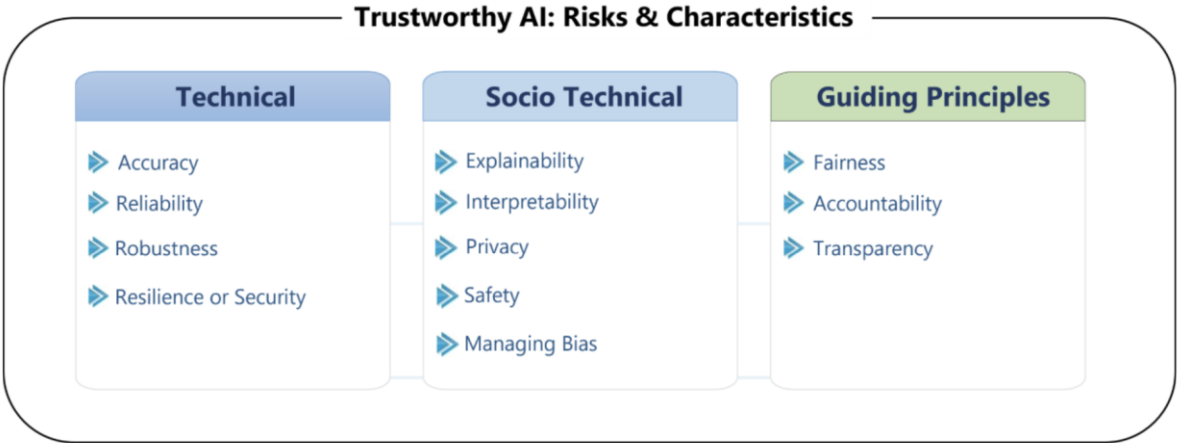 Trustworthy AI: Risks & Characteristics
Technical
Accuracy
Reliability
Robustness
Resilience or Security
Socio Technical
Explainability
Interpretability
Privacy
Safety
Managing Bias
Guiding Principles
Fairness
Accountability
Transparency